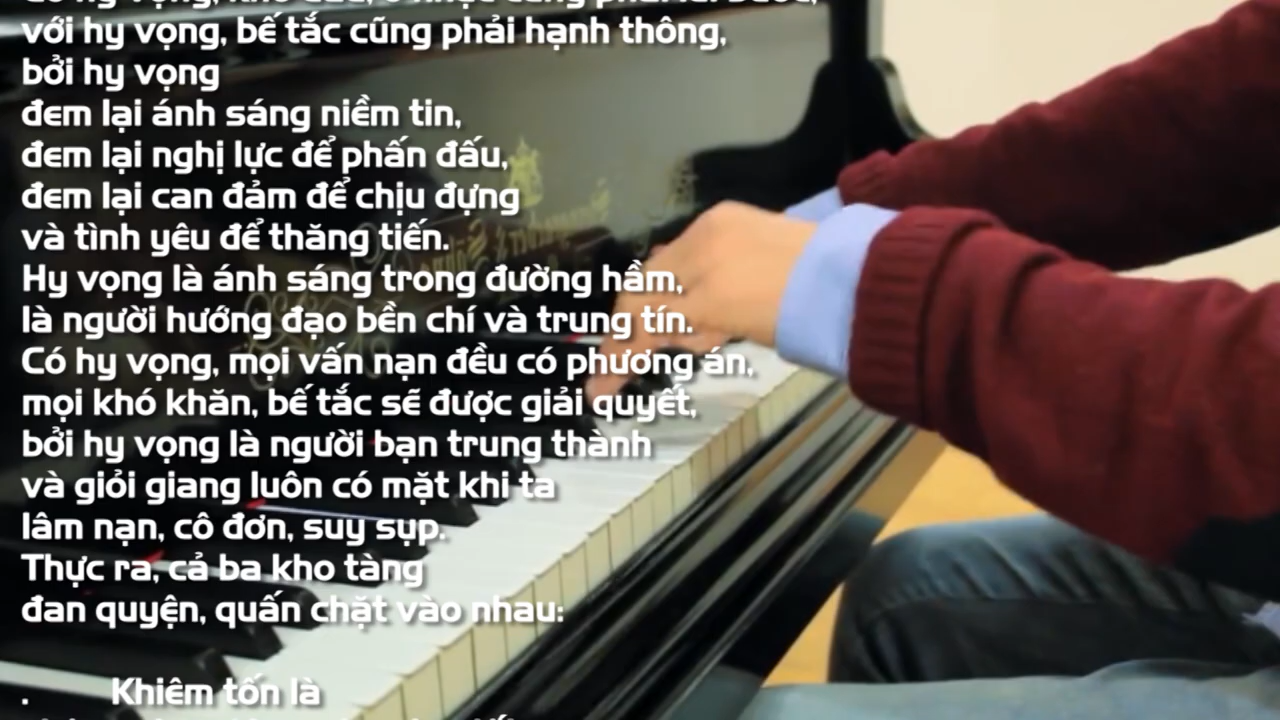 với hy vọng, bế tắc cũng phải hạnh thông,
bởi hy vọng
đem lại ánh sáng niềm tin,
đem lại nghị lực để phấn đấu,
đem lại can đảm để chịu đựng
và tình yêu để thăng tiến.
Hy vọng là ánh sáng trong đường hầm,
là người hướng đạo bền chí và trung tín.
Có hy vọng, mọi vấn nạn đều có phương án,
mọi khó khăn, bế tắc sẽ được giải quyết,
bởi hy vọng là người bạn trung thành
và giỏi giang luôn có mặt khi ta
lâm nạn, cô đơn, suy sụp.
Thực ra, cả ba kho tàng
đan quyện, quấn chặt vào nhau:
. Khiêm tốn là